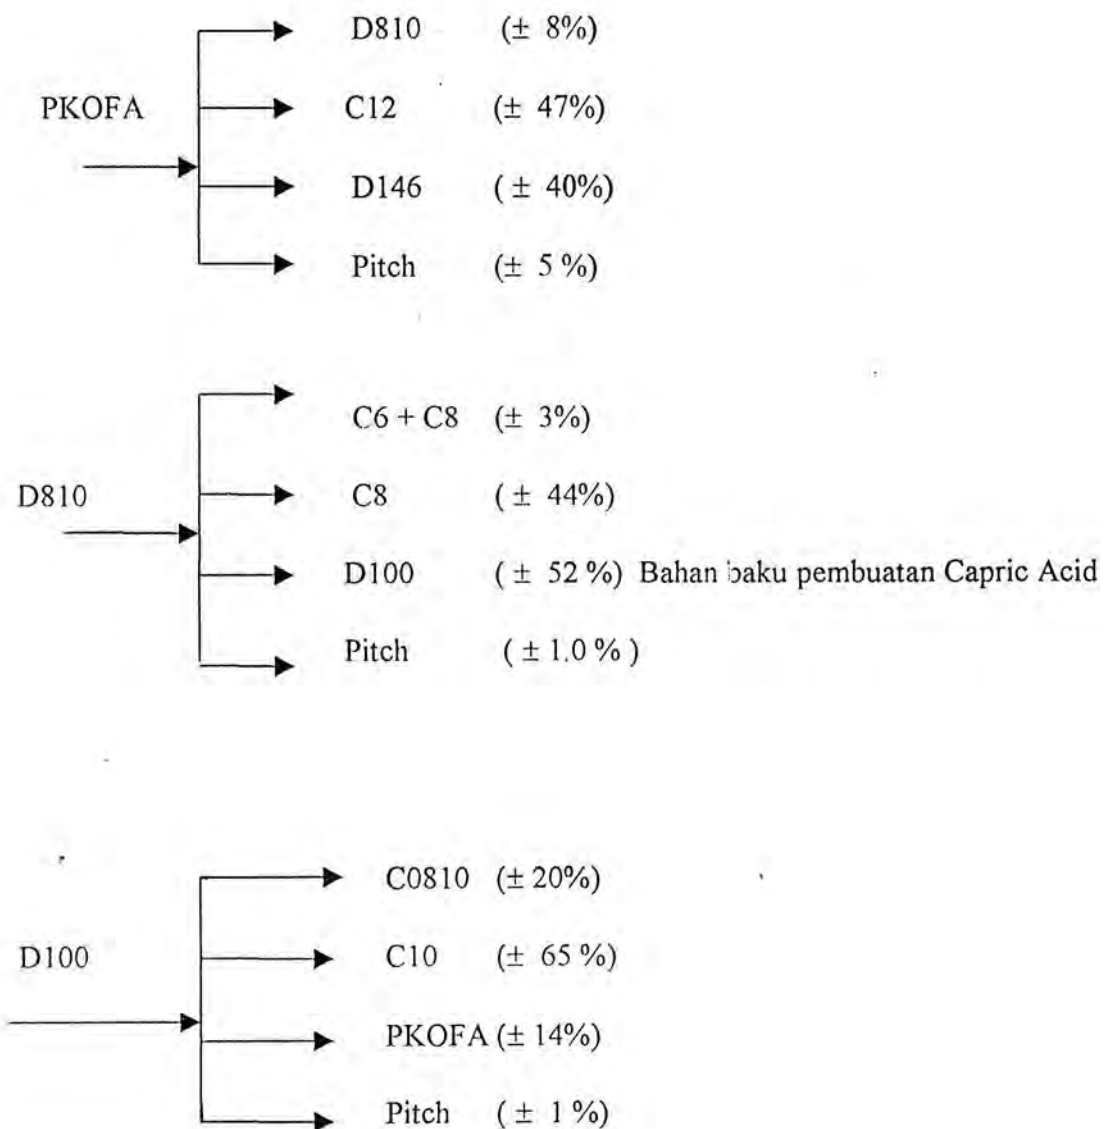 D810 (± 8%)
PKOFA C12 (± 47%)
D146 ( ± 40%)
Pitch (± 5 %)
C6 + C8 (± 3%)
D810 C8 ( ± 44%)
D100 ( ± 52 %) Bahan baku pembuatan Capric Acid
Pitch ( ± 1.0 % )
C0810 (± 20%)
D100 C10 (± 65 %)
PKOFA (± 14%)
Pitch ( ± 1 %)